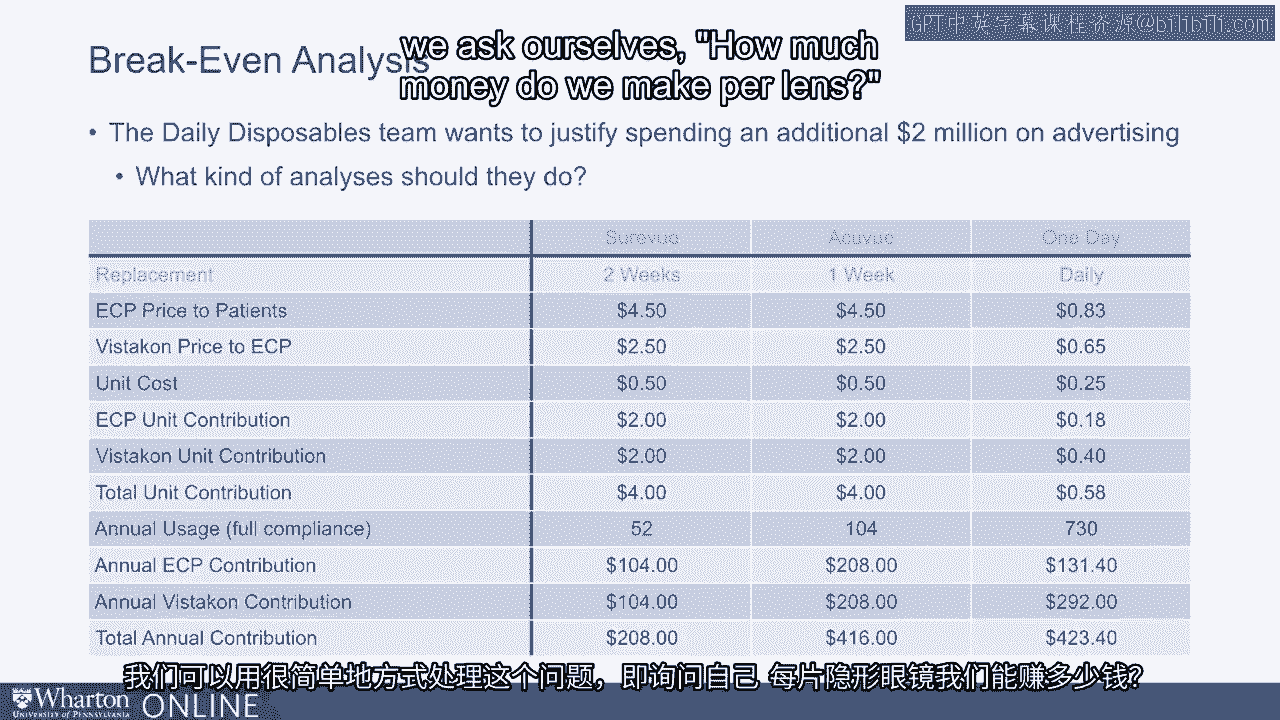 GPT中英字幕课程资源@bilibili.com
Break-Even Analysis
we ask ourselves, "How much
money do we make per lens?"
• The Daily Disposables team wants to justify spending an additional $2 million on advertising
• What kind of analyses should they do?
Surevue Acuvue One Day
Replacement 2 Weeks 1 Week Daily
ECP Price to Patients $4.50 $4.50 $0.83
Vistakon Price to ECP $2.50 $2.50 $0.65
Unit Cost $0.50 $0.50 $0.25
ECP Unit Contribution $2.00 $2.00 $0.18
Vistakon Unit Contribution $2.00 $2.00 $0.40
Total Unit Contribution $4.00 $4.00 $0.58
Annual Usage (full compliance) 52 104 730
Annual ECP Contribution $104.00 $208.00 $131.40
Annual Vistakon Contribution $104.00 $208.00 $292.00
Total Annual Contribution $208.00 $416.00 $423.40
我们可以用很简单地方式处理这个问题，即询问自己 每片隐形眼镜我们能赚多少钱?
Wharton ONLINE
UNIVERSITY OF PENNSYLVANIA